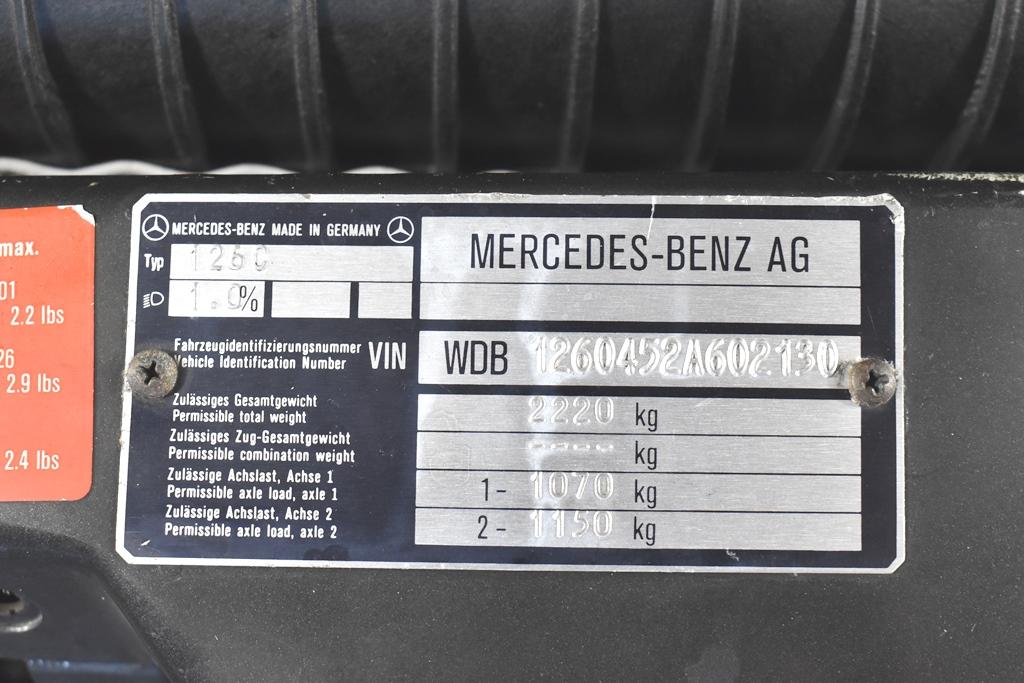 max.
01
2.2 lbs
26
2.9 lbs
2.4 lbs
MERCEDES-BENZ MADE IN GERMANY
Typ 126C
1.0%
MERCEDES-BENZ AG
Fahrzeugidentifizierungsnummer
Vehicle Identification Number
VIN
WDB 1260452A602130
Zulässiges Gesamtgewicht
Permissible total weight
2220 kg
Zulässiges Zug-Gesamtgewicht
Permissible combination weight
---- kg
Zulässige Achslast, Achse 1
Permissible axle load, axle 1
1- 1070 kg
Zulässige Achslast, Achse 2
Permissible axle load, axle 2
2- 1150 kg